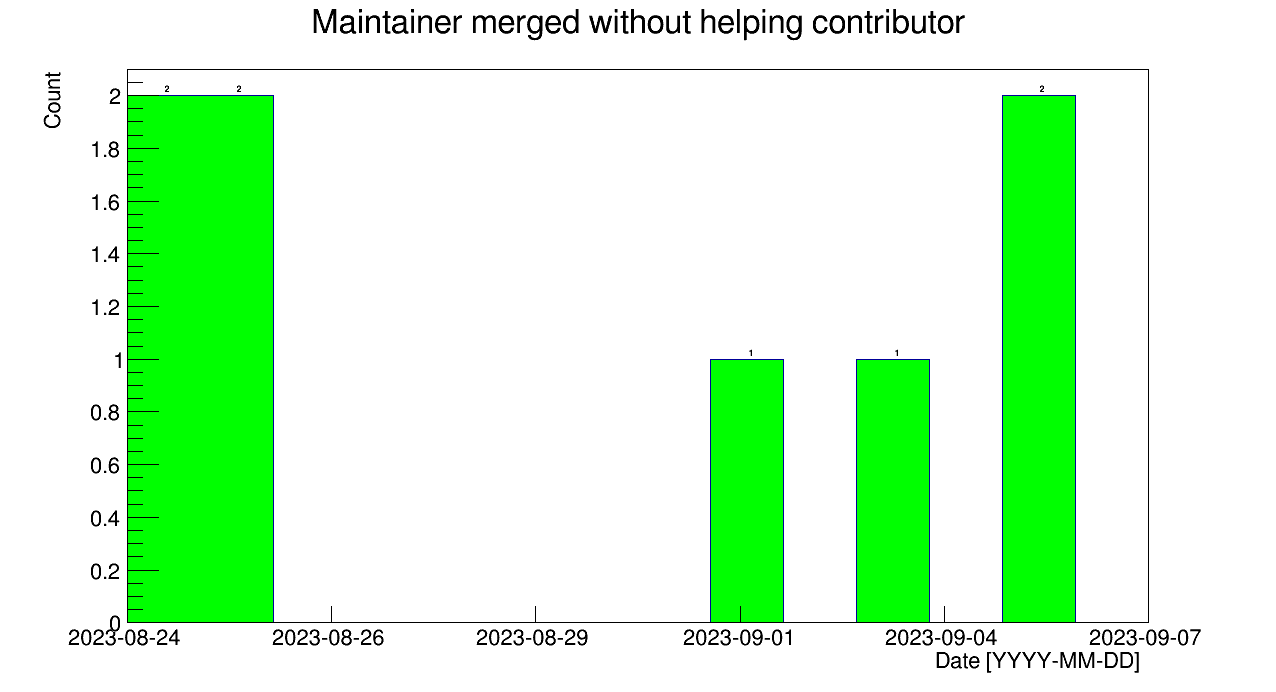 Maintainer merged without helping contributor
Count
2
1.8
1.6
1.4
1.2
1
0.8
0.6
0.4
0.2
0
2 2 1 1 2
2023-08-24 2023-08-26 2023-08-29 2023-09-01 2023-09-04 2023-09-07
Date [YYYY-MM-DD]